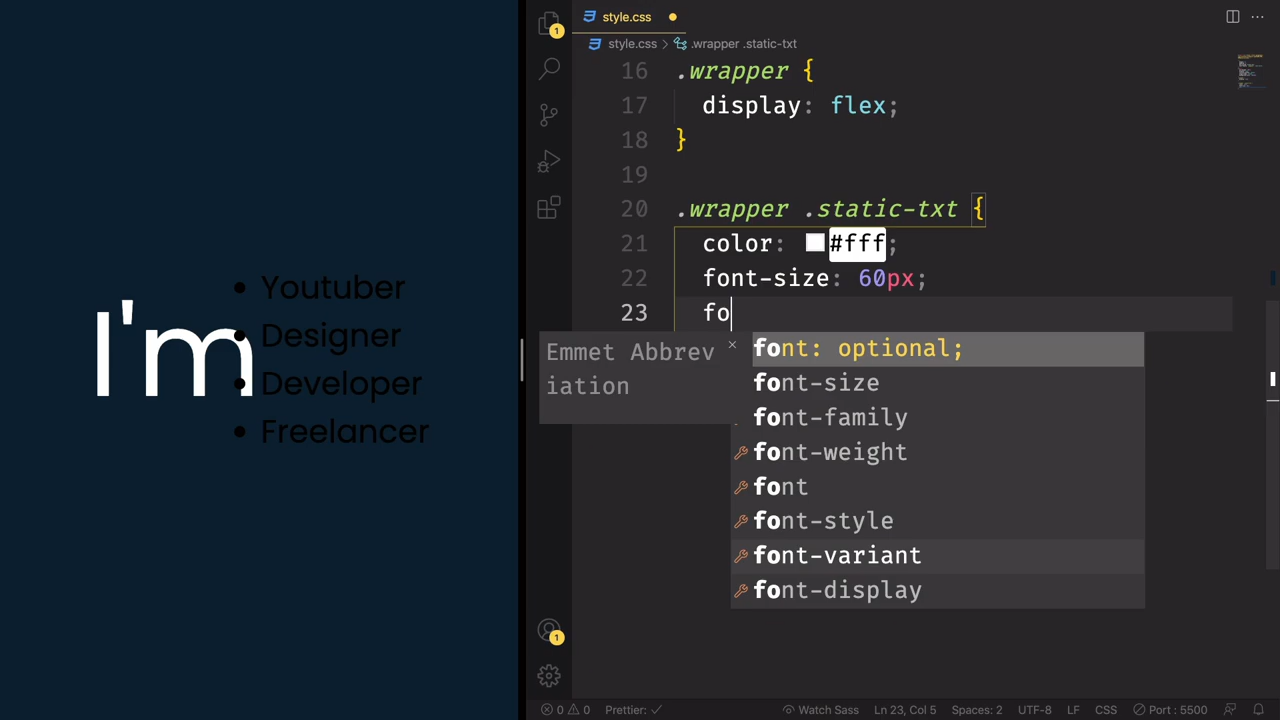 I'm
Youtuber
Designer
Developer
Freelancer
1
style.css
style.css > .wrapper .static-txt
16 .wrapper {
17 display: flex;
18 }
19
20 .wrapper .static-txt {
21 color: #fff;
22 font-size: 60px;
23 fo
Emmet Abbrev
iation
font: optional;
font-size
font-family
font-weight
font
font-style
font-variant
font-display
1
0 0 Prettier: Watch Sass Ln 23, Col 5 Spaces: 2 UTF-8 LF CSS Port : 5500